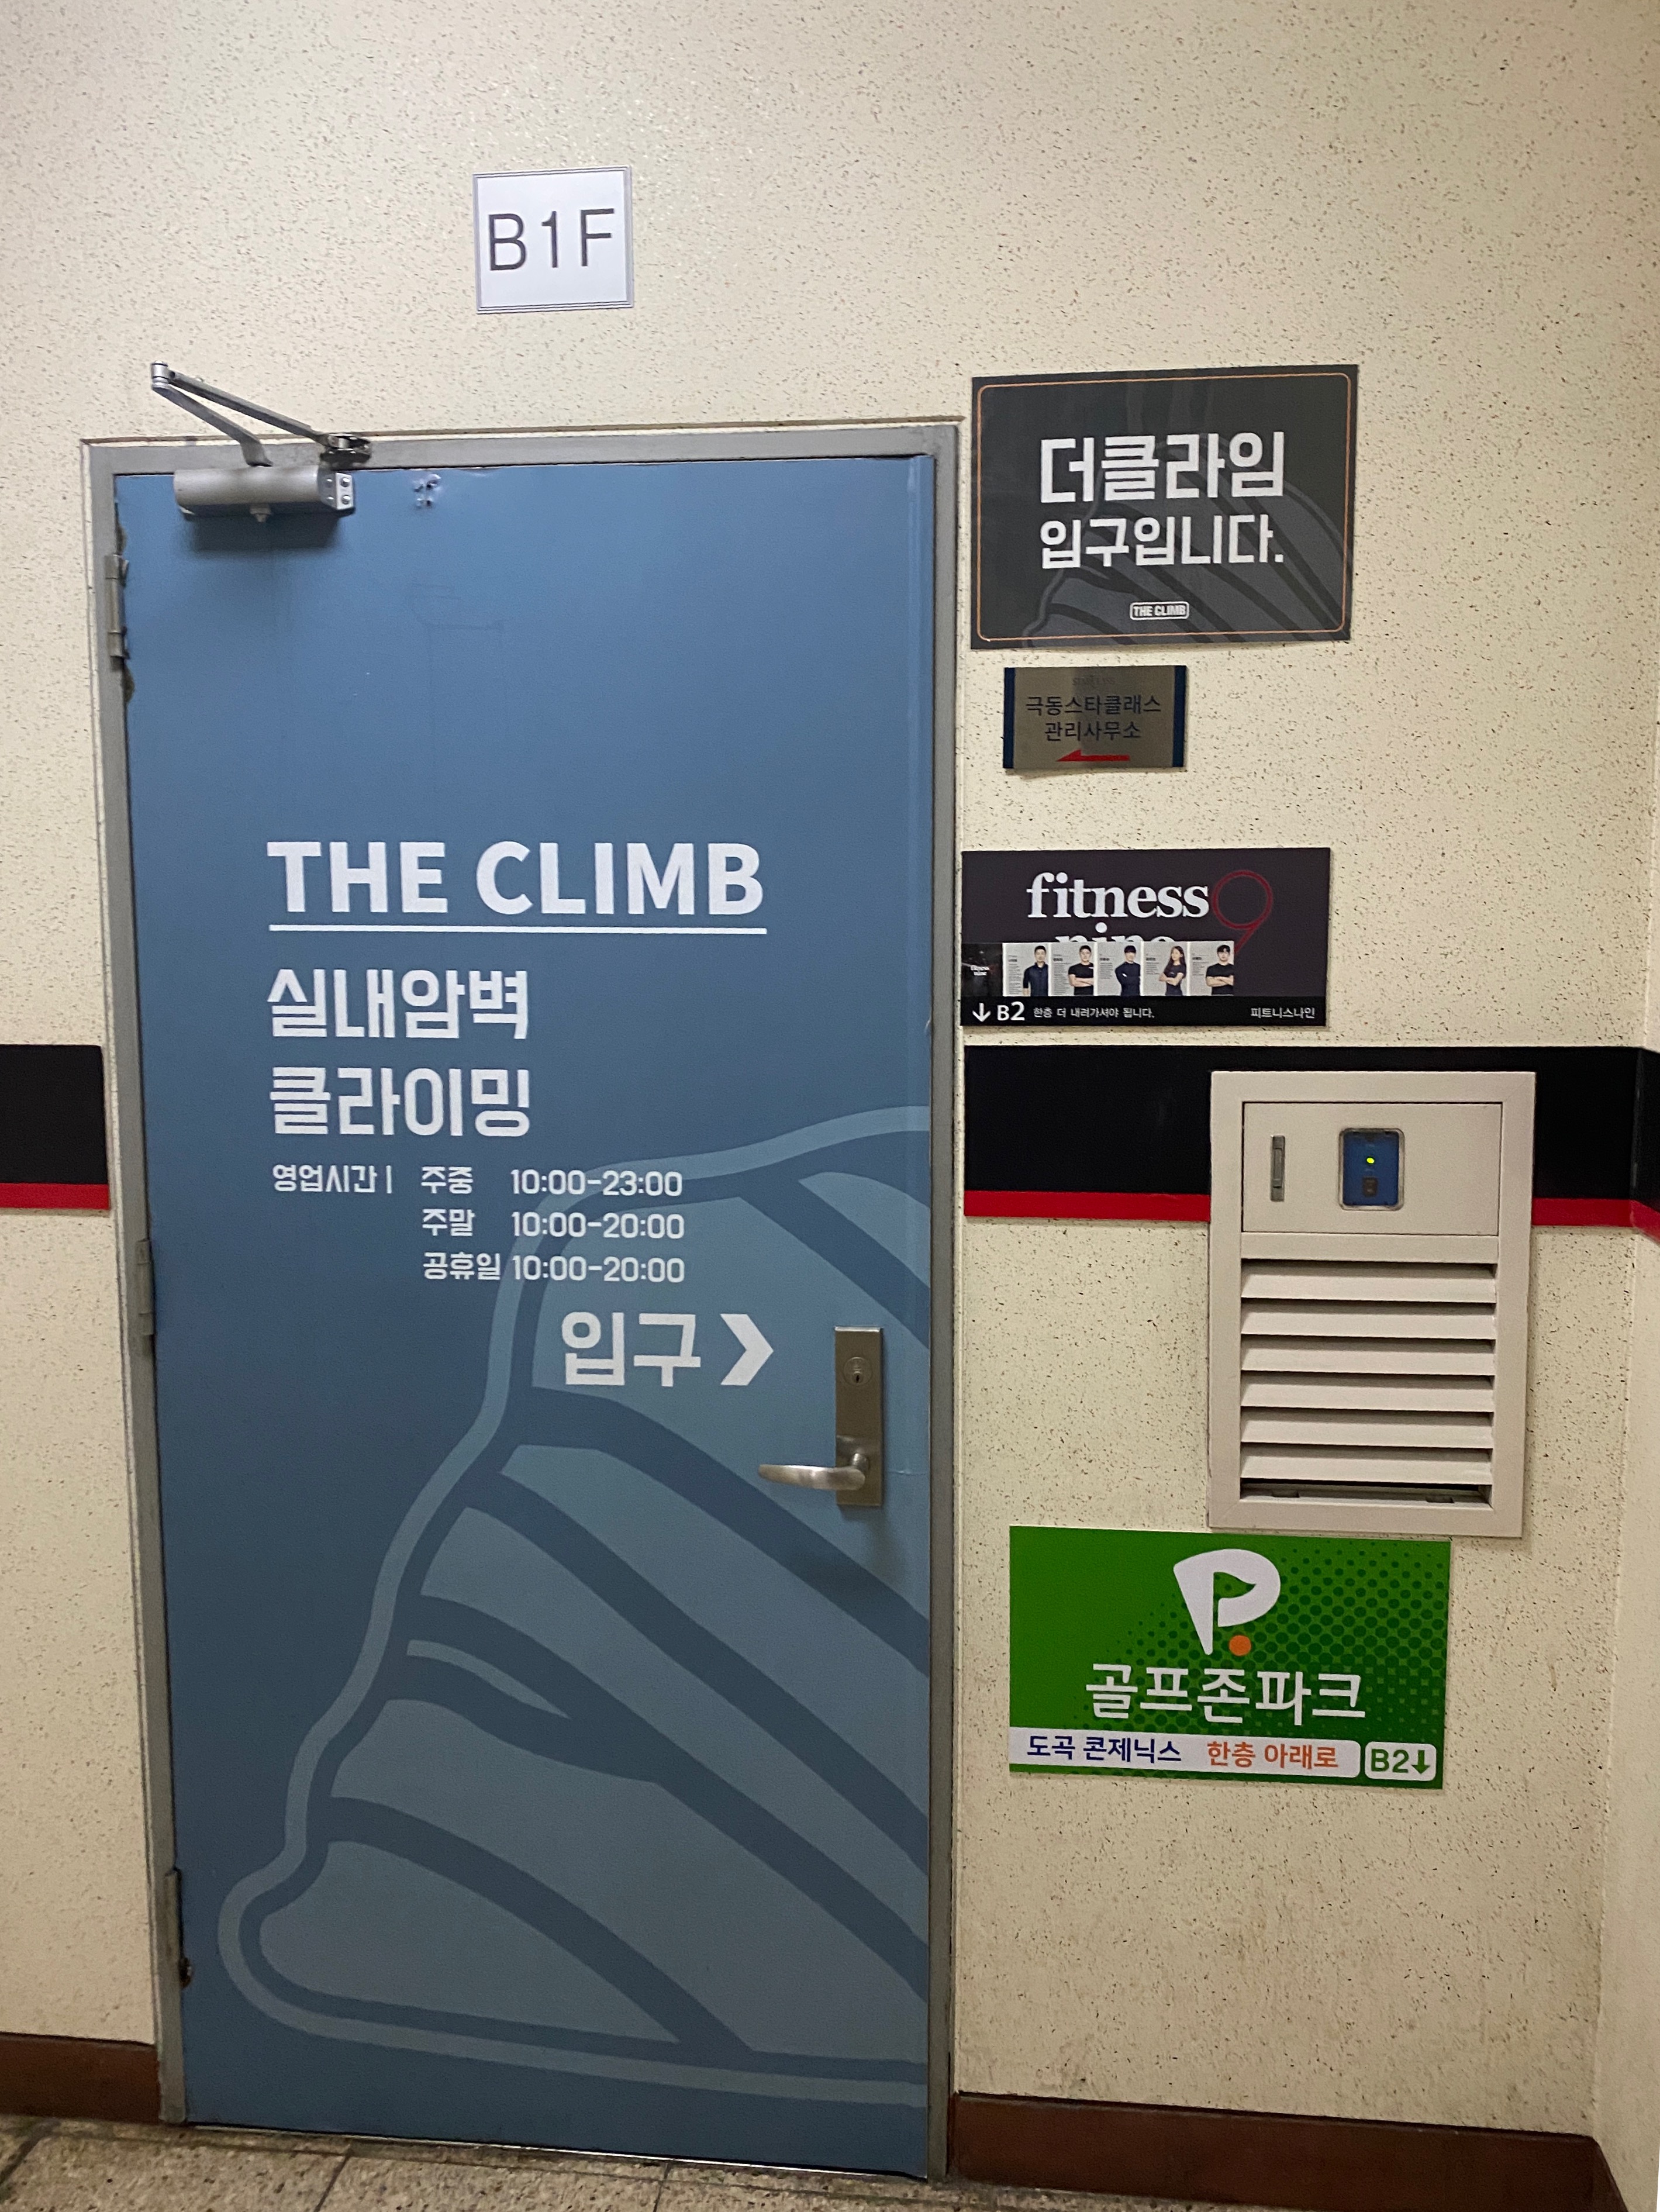 B1F
더클라임
입구입니다.
THE CLIMB
극동스타클래스
관리사무소
THE CLIMB
실내암벽
클라이밍
영업시간 | 주중 10:00-23:00
주말 10:00-20:00
공휴일 10:00-20:00
입구
fitness 9
nine
↓ B2 한층 더 내려가셔야 됩니다. 피트니스나인
골프존파크
도곡 콘제닉스 한층 아래로 B2↓